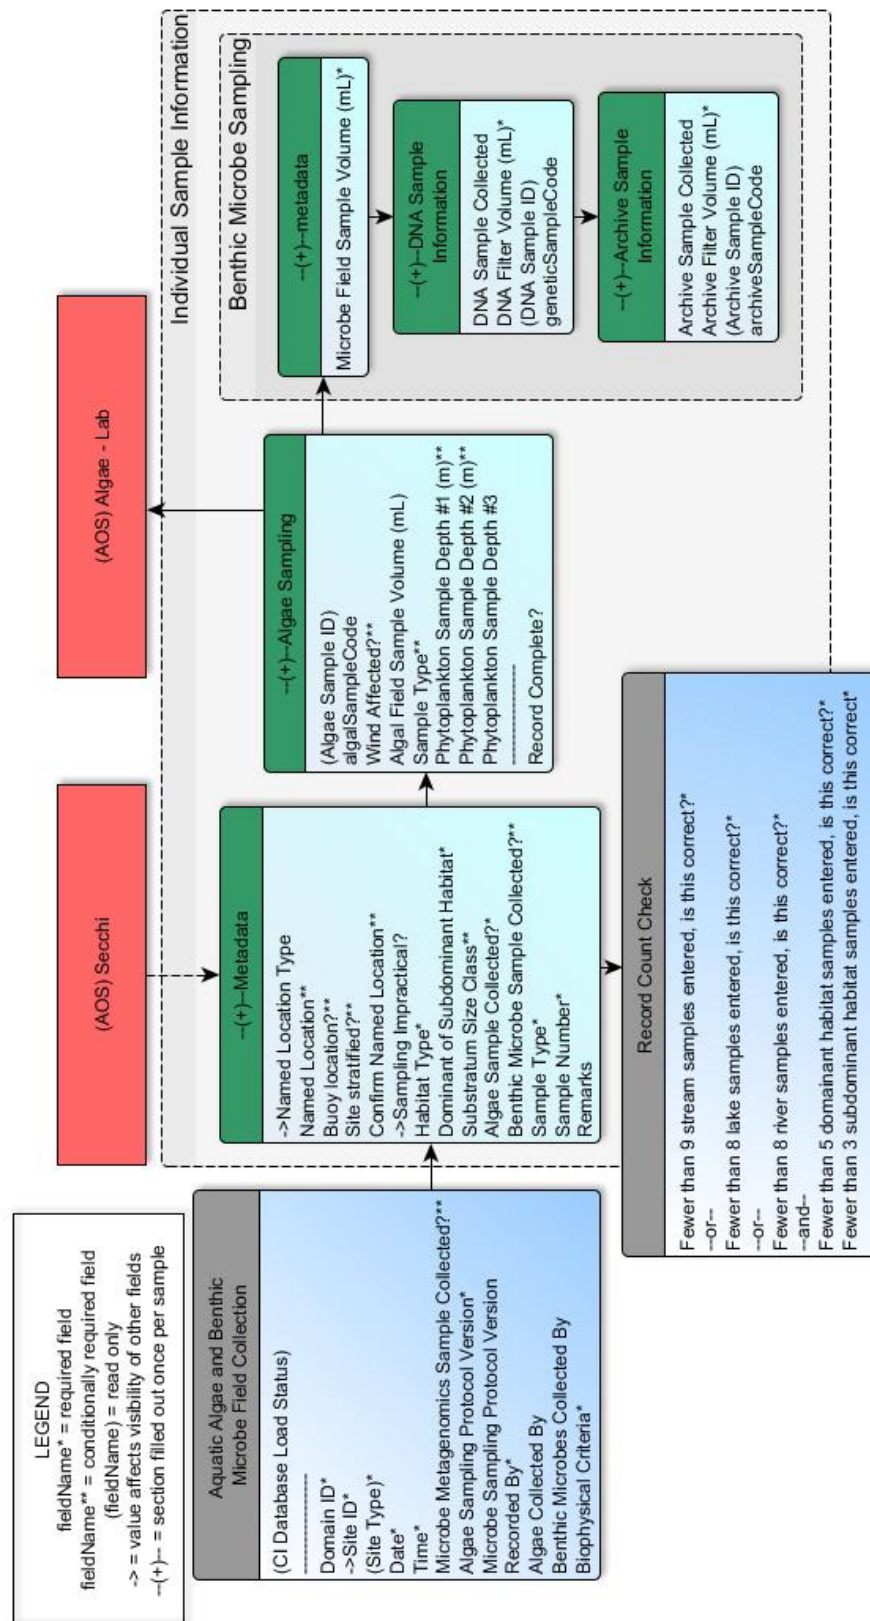 LEGEND
fieldName* = required field
fieldName** = conditionally required field
(fieldName) = read only
-> = value affects visibility of other fields
--(+)-- = section filled out once per sample
(AOS) Secchi
(AOS) Algae - Lab
Individual Sample Information
Aquatic Algae and Benthic
Microbe Field Collection
(CI Database Load Status)
--------------------
Domain ID*
->Site ID*
(Site Type)*
Date*
Time*
Microbe Metagenomics Sample Collected?**
Algae Sampling Protocol Version*
Microbe Sampling Protocol Version
Recorded By*
Algae Collected By
Benthic Microbes Collected By
Biophysical Criteria*
--(+)--Metadata
->Named Location Type
Named Location**
Buoy location?**
Site stratified?**
Confirm Named Location**
->Sampling Impractical?
Habitat Type*
Dominant of Subdominant Habitat*
Substratum Size Class**
Algae Sample Collected?*
Benthic Microbe Sample Collected?**
Sample Type*
Sample Number*
Remarks
--(+)--Algae Sampling
(Algae Sample ID)
algalSampleCode
Wind Affected?**
Algal Field Sample Volume (mL)
Sample Type**
Phytoplankton Sample Depth #1 (m)**
Phytoplankton Sample Depth #2 (m)**
Phytoplankton Sample Depth #3
--------------------
Record Complete?
Benthic Microbe Sampling
--(+)--metadata
Microbe Field Sample Volume (mL)*
--(+)--DNA Sample
Information
DNA Sample Collected
DNA Filter Volume (mL)*
(DNA Sample ID)
geneticSampleCode
--(+)--Archive Sample
Information
Archive Sample Collected
Archive Filter Volume (mL)*
(Archive Sample ID)
archiveSampleCode
Record Count Check
Fewer than 9 stream samples entered, is this correct?*
--or--
Fewer than 8 lake samples entered, is this correct?*
--or--
Fewer than 8 river samples entered, is this correct?*
--and--
Fewer than 5 domainant habitat samples entered, is this correct?*
Fewer than 3 subdominant habitat samples entered, is this correct*